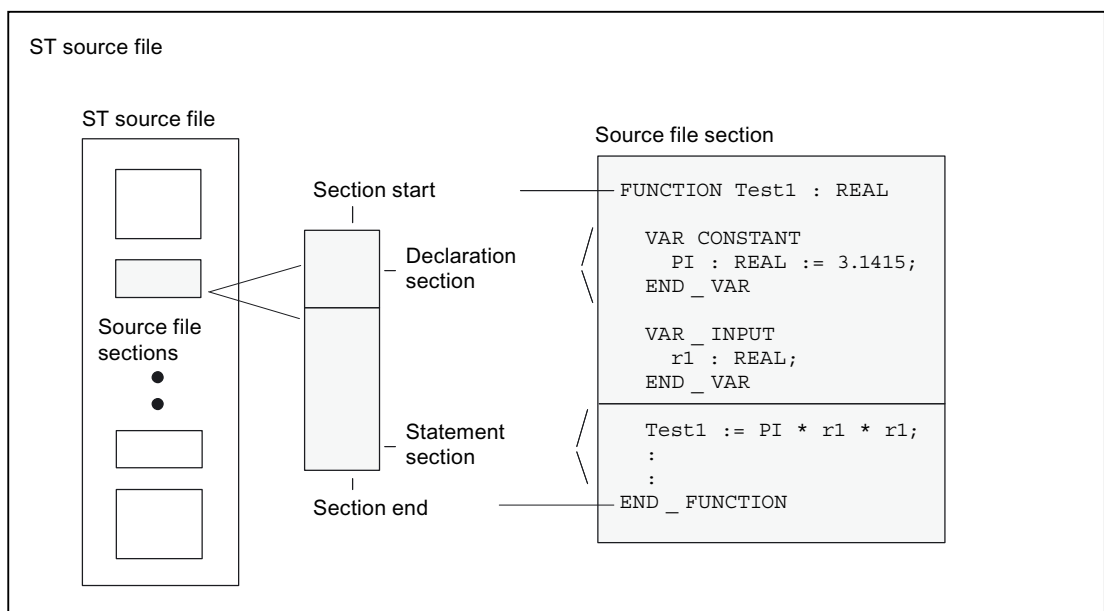 ST source file
ST source file
Source file
sections
Section start
Declaration
section
Statement
section
Section end
Source file section
FUNCTION Test1 : REAL
VAR CONSTANT
PI : REAL := 3.1415;
END _ VAR
VAR _ INPUT
r1 : REAL;
END _ VAR
Test1 := PI * r1 * r1;
:
:
END _ FUNCTION